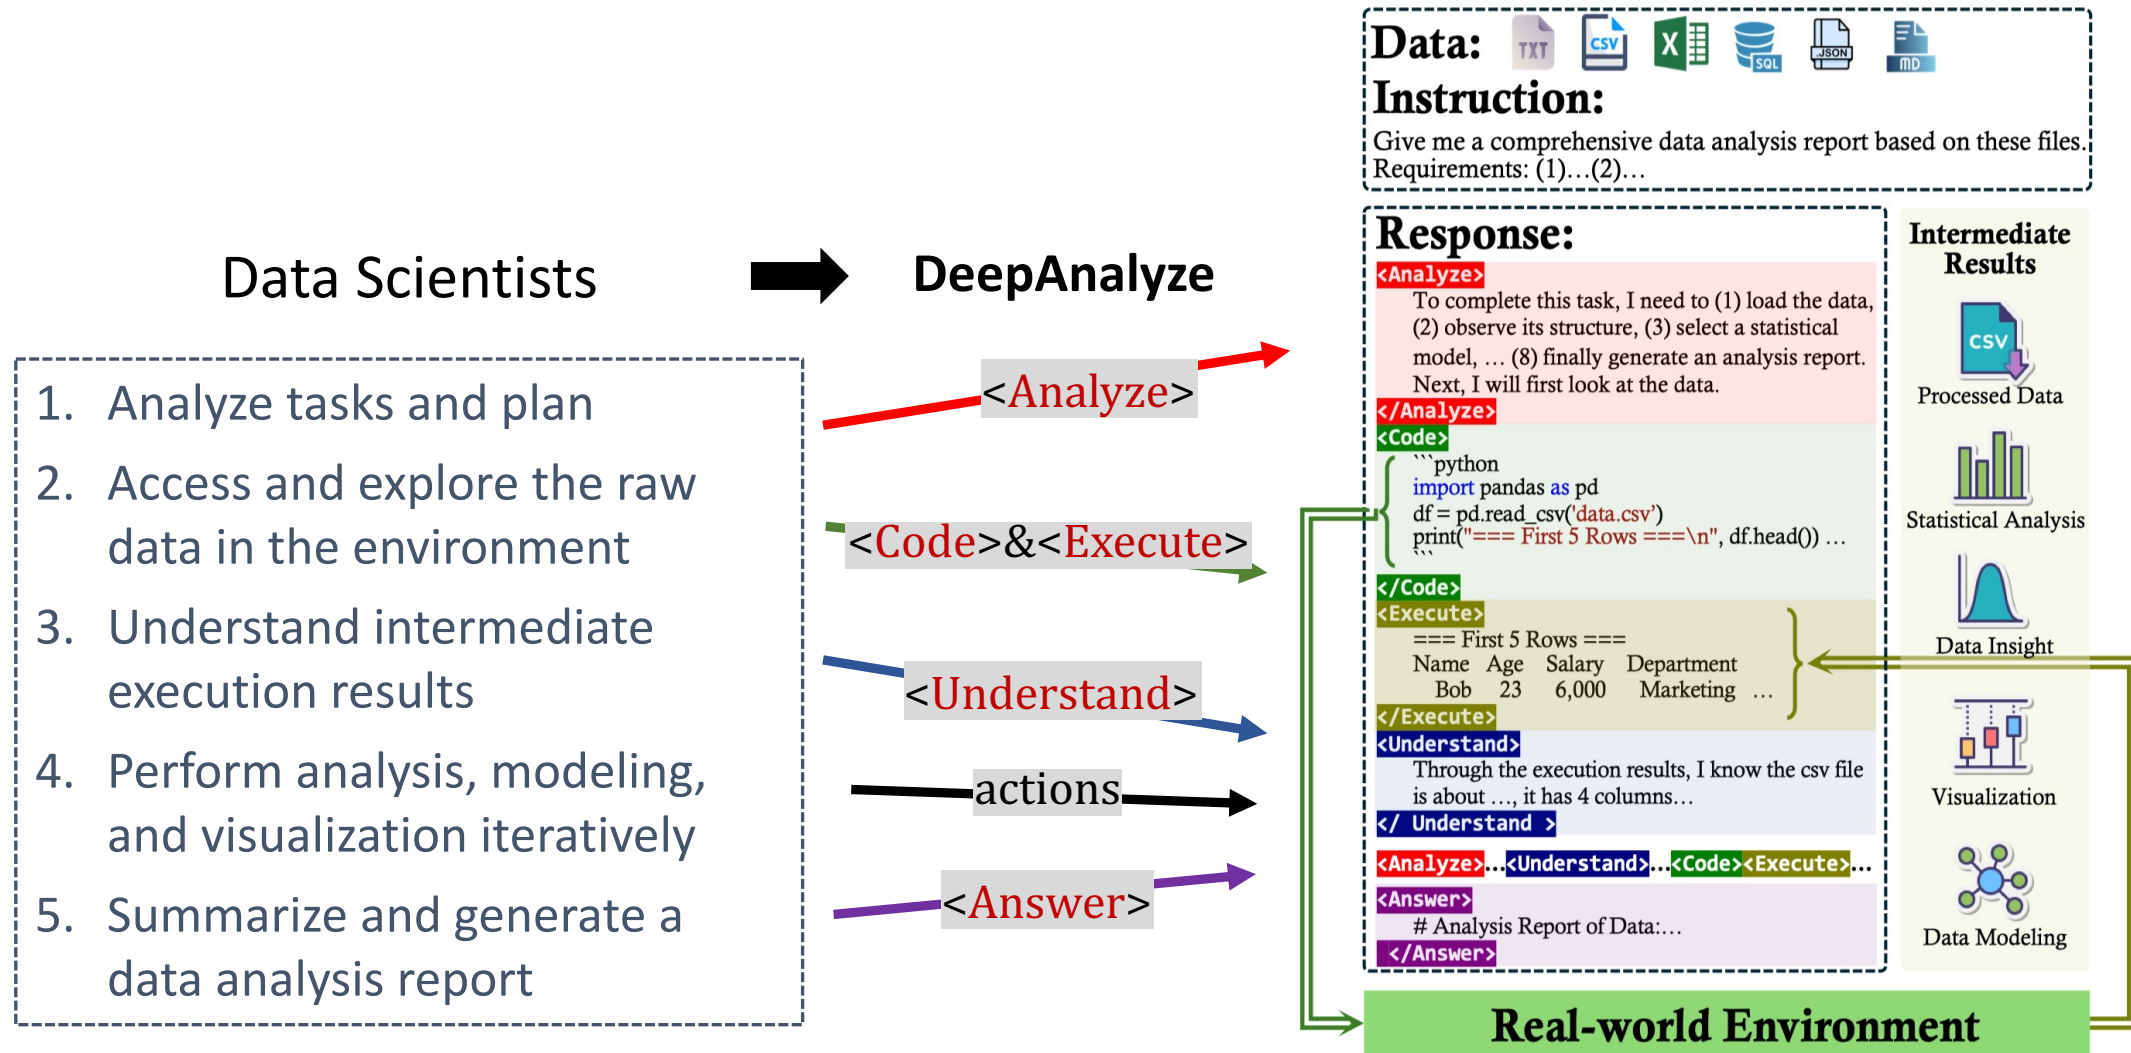 Data Scientists
DeepAnalyze
1. Analyze tasks and plan
2. Access and explore the raw
data in the environment
3. Understand intermediate
execution results
4. Perform analysis, modeling,
and visualization iteratively
5. Summarize and generate a
data analysis report
<Analyze>
<Code>&<Execute>
<Understand>
actions
<Answer>
Data:
TXT
CSV
X
SQL
.JSON
MD
Instruction:
Give me a comprehensive data analysis report based on these files.
Requirements: (1)…(2)…
Response:
<Analyze>
To complete this task, I need to (1) load the data,
(2) observe its structure, (3) select a statistical
model, … (8) finally generate an analysis report.
Next, I will first look at the data.
</Analyze>
<Code>
```python
import pandas as pd
df = pd.read_csv('data.csv')
print("=== First 5 Rows ===\n", df.head()) …
```
</Code>
<Execute>
=== First 5 Rows ===
Name Age Salary Department
Bob 23 6,000 Marketing …
</Execute>
<Understand>
Through the execution results, I know the csv file
is about …, it has 4 columns…
</ Understand >
<Analyze>…<Understand>…<Code><Execute>…
<Answer>
# Analysis Report of Data:…
</Answer>
Intermediate
Results
CSV
Processed Data
Statistical Analysis
Data Insight
Visualization
Data Modeling
Real-world Environment